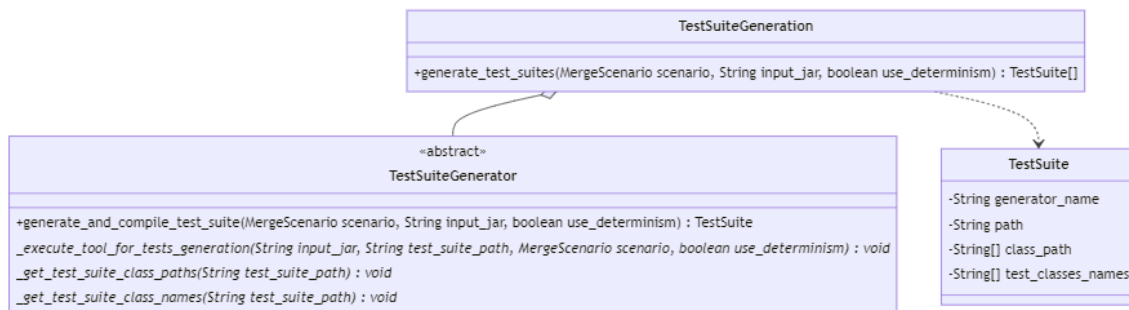 TestSuiteGeneration
+generate_test_suites(MergeScenario scenario, String input_jar, boolean use_determinism) : TestSuite[]
«abstract»
TestSuiteGenerator
+generate_and_compile_test_suite(MergeScenario scenario, String input_jar, boolean use_determinism) : TestSuite
_execute_tool_for_tests_generation(String input_jar, String test_suite_path, MergeScenario scenario, boolean use_determinism) : void
_get_test_suite_class_paths(String test_suite_path) : void
_get_test_suite_class_names(String test_suite_path) : void
TestSuite
-String generator_name
-String path
-String[] class_path
-String[] test_classes_names